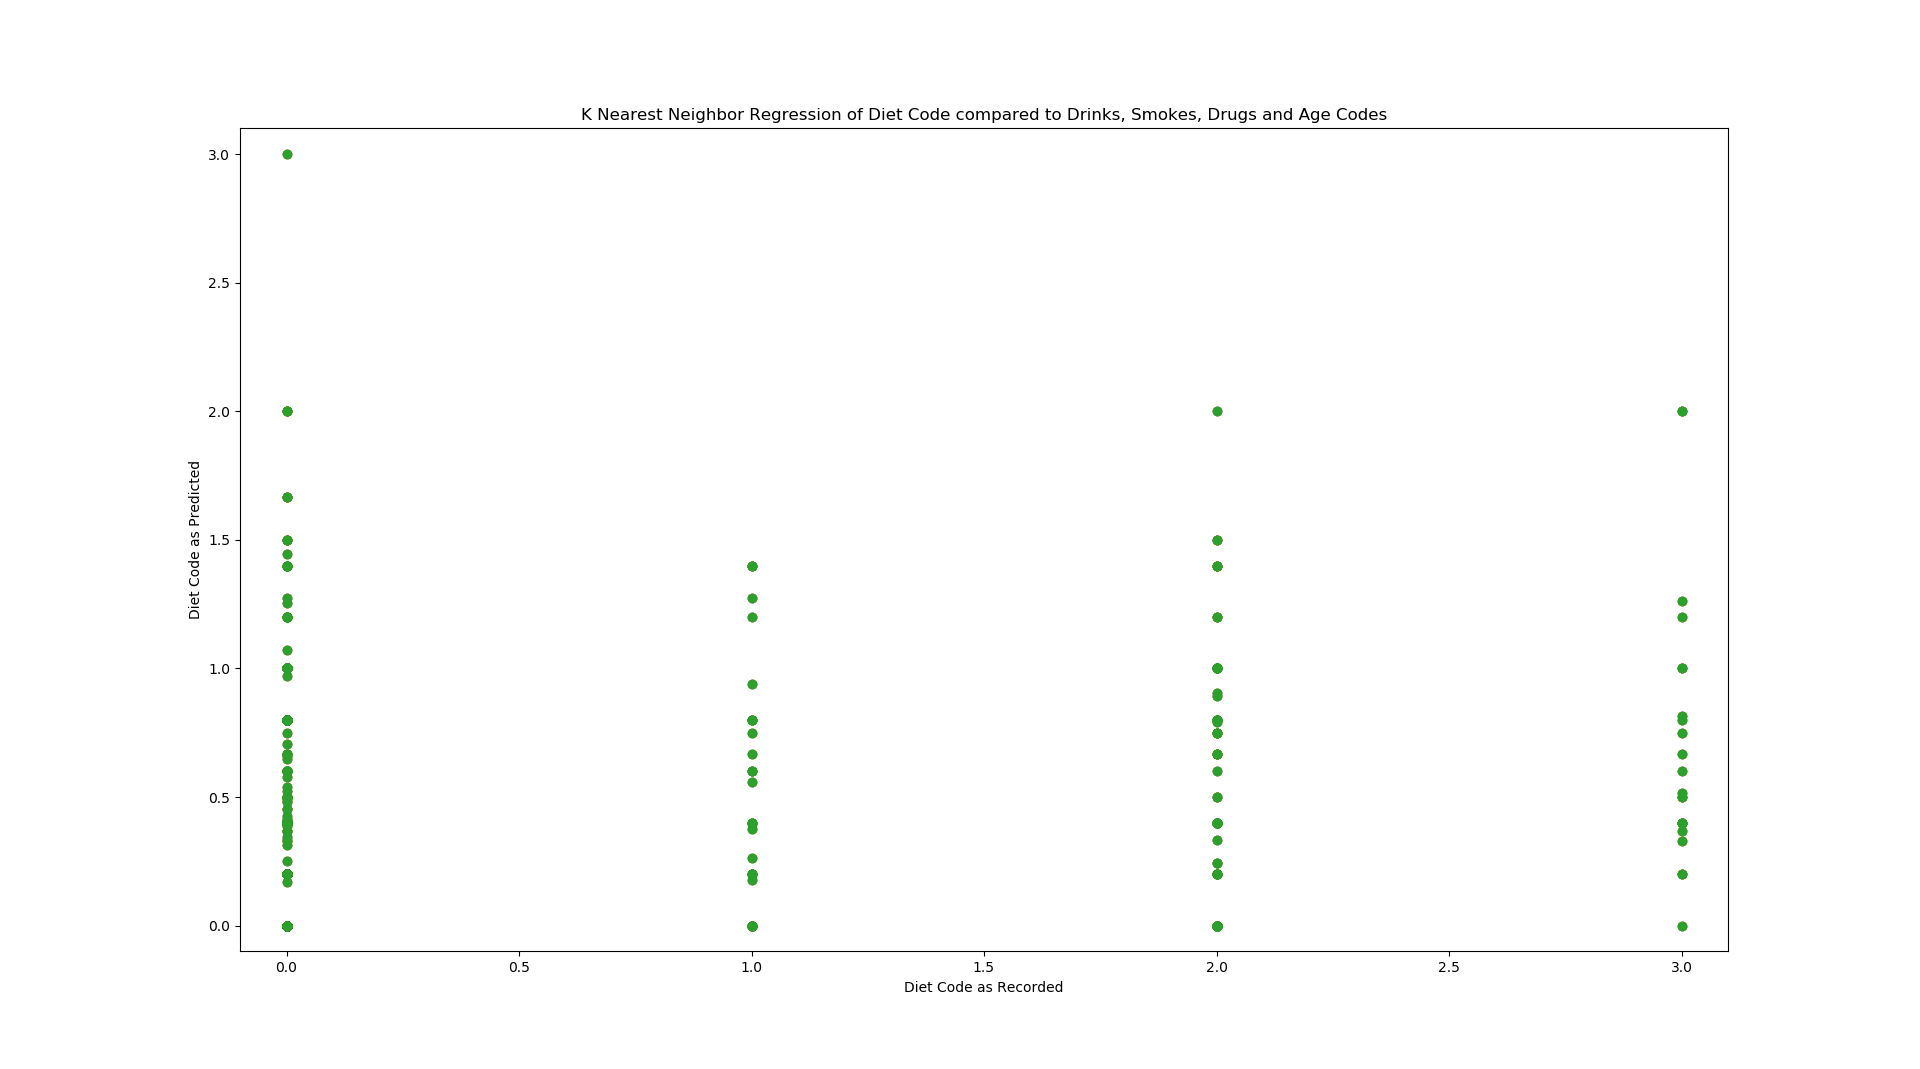 K Nearest Neighbor Regression of Diet Code compared to Drinks, Smokes, Drugs and Age Codes
3.0
2.5
2.0
1.5
1.0
0.5
0.0
Diet Code as Predicted
0.0 0.5 1.0 1.5 2.0 2.5 3.0
Diet Code as Recorded